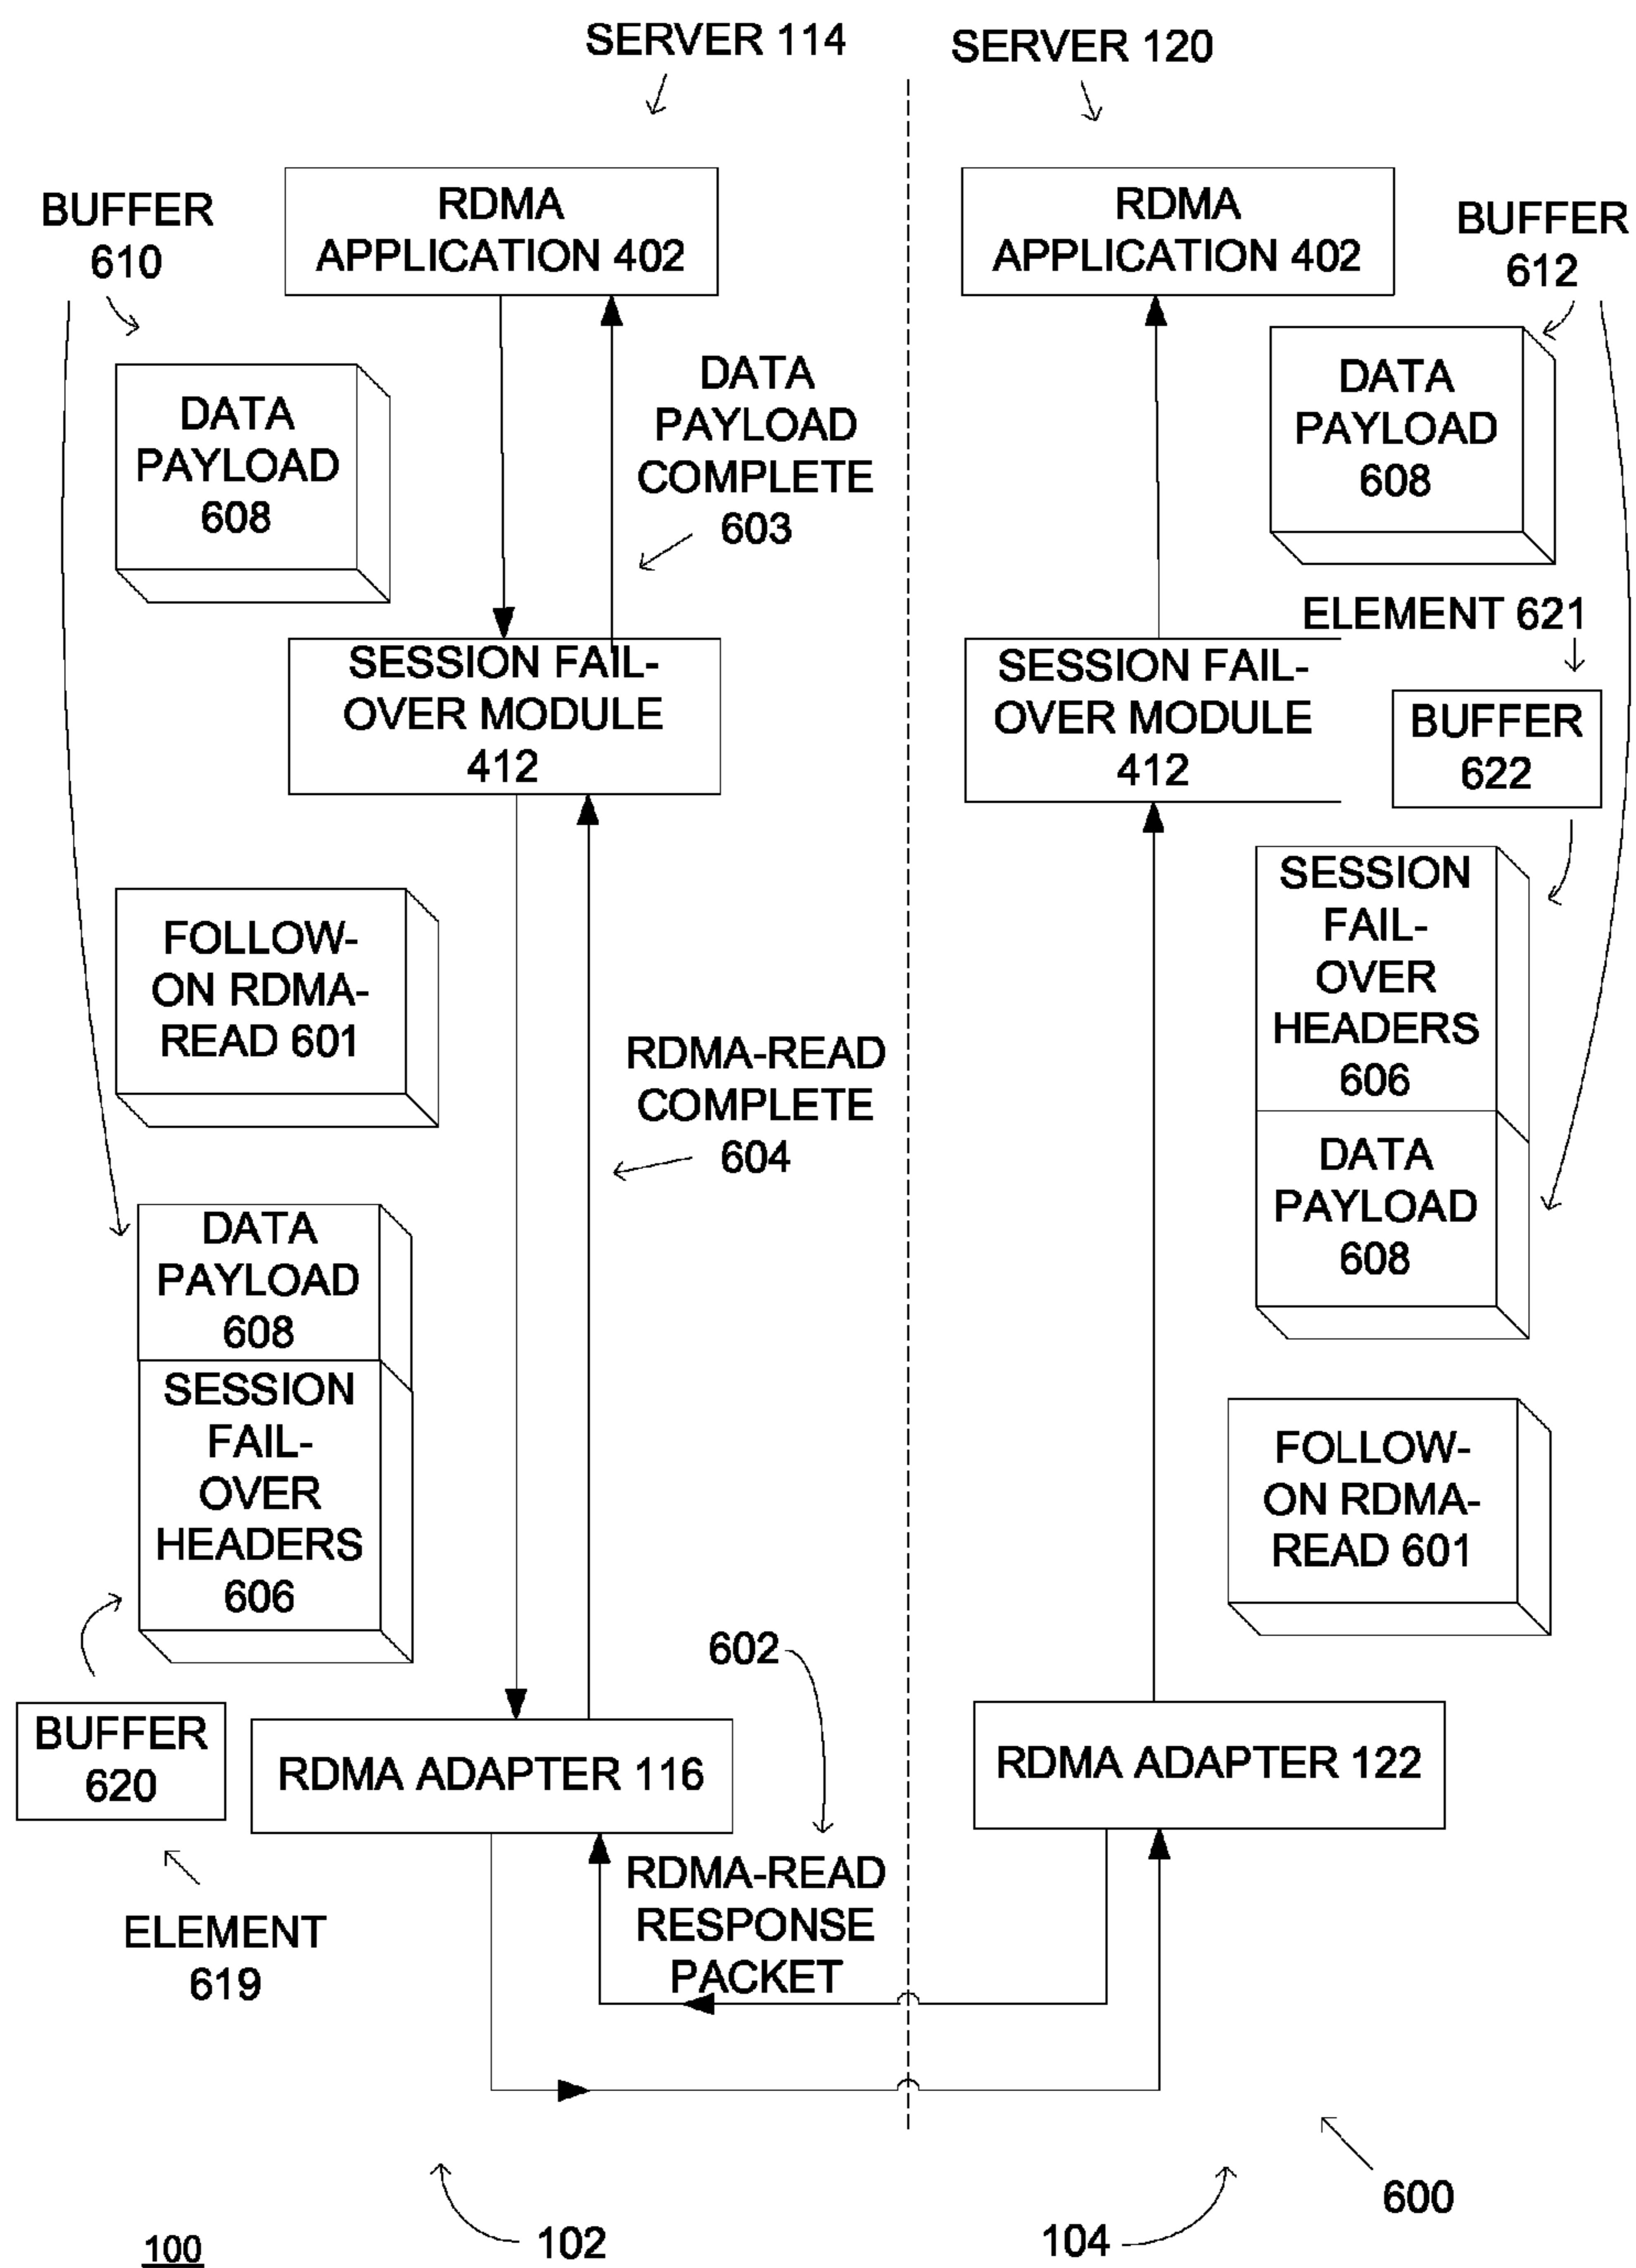 SERVER 114
SERVER 120
BUFFER
610
RDMA
APPLICATION 402
RDMA
APPLICATION 402
BUFFER
612
DATA
PAYLOAD
608
DATA
PAYLOAD
COMPLETE
603
DATA
PAYLOAD
608
ELEMENT 621
SESSION FAIL-
OVER MODULE
412
SESSION FAIL-
OVER MODULE
412
BUFFER
622
FOLLOW-
ON RDMA-
READ 601
RDMA-READ
COMPLETE
604
SESSION
FAIL-
OVER
HEADERS
606
DATA
PAYLOAD
608
DATA
PAYLOAD
608
SESSION
FAIL-
OVER
HEADERS
606
FOLLOW-
ON RDMA-
READ 601
602
BUFFER
620
RDMA ADAPTER 116
RDMA ADAPTER 122
RDMA-READ
RESPONSE
PACKET
ELEMENT
619
600
100
102
104